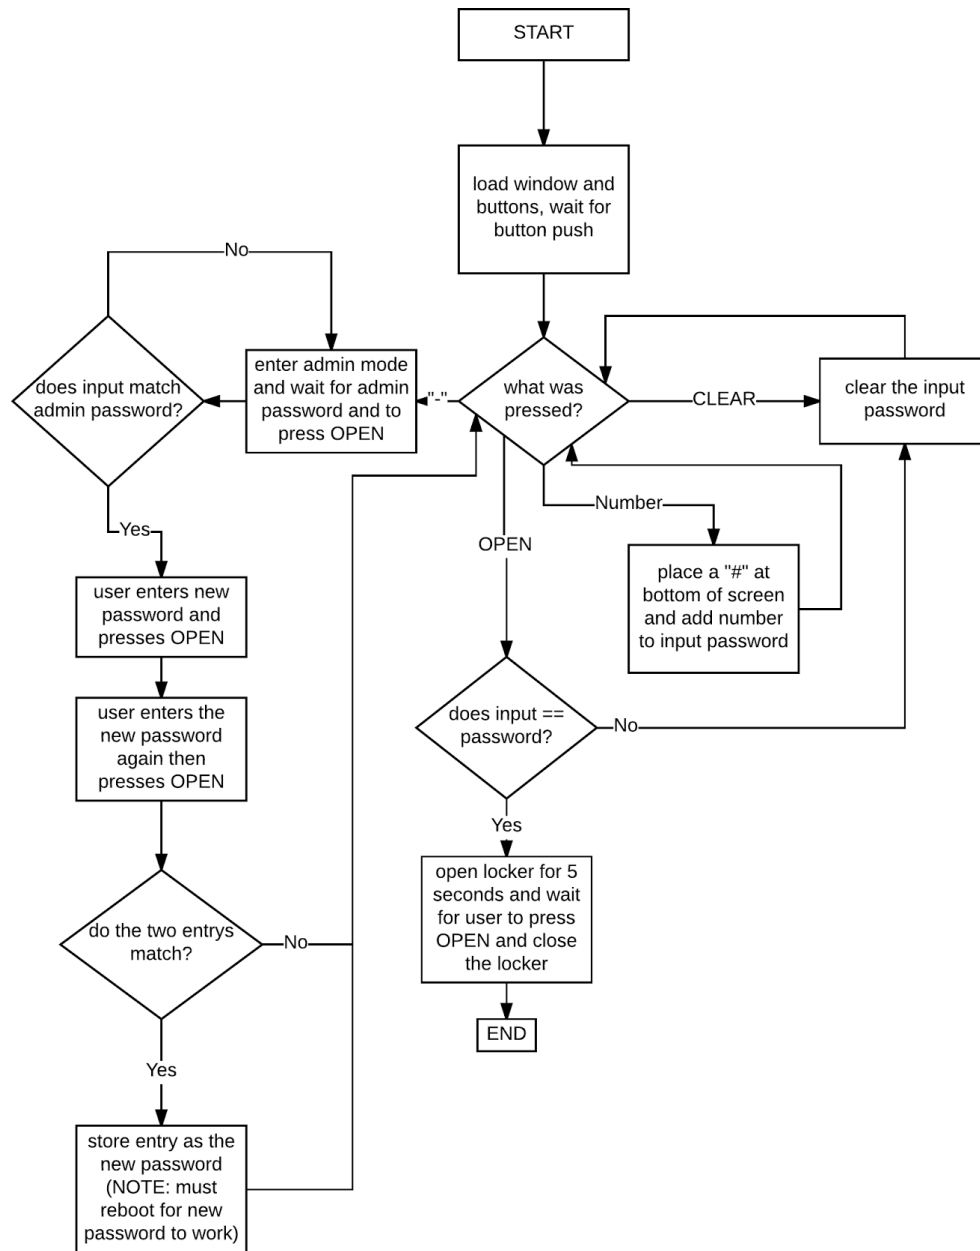 START
load window and
buttons, wait for
button push
No
does input match
admin password?
enter admin mode
and wait for admin
password and to
press OPEN
"-"
what was
pressed?
CLEAR
clear the input
password
Yes
OPEN
Number
user enters new
password and
presses OPEN
place a "#" at
bottom of screen
and add number
to input password
user enters the
new password
again then
presses OPEN
does input ==
password?
No
Yes
do the two entrys
match?
No
open locker for 5
seconds and wait
for user to press
OPEN and close
the locker
END
Yes
store entry as the
new password
(NOTE: must
reboot for new
password to work)